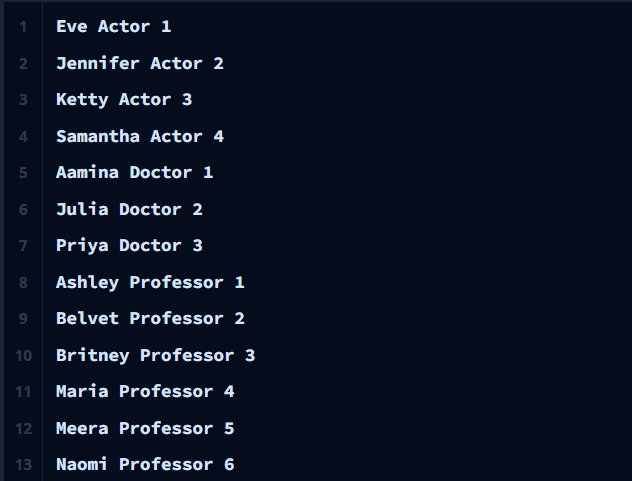 1 Eve Actor 1
2 Jennifer Actor 2
3 Ketty Actor 3
4 Samantha Actor 4
5 Aamina Doctor 1
6 Julia Doctor 2
7 Priya Doctor 3
8 Ashley Professor 1
9 Belvet Professor 2
10 Britney Professor 3
11 Maria Professor 4
12 Meera Professor 5
13 Naomi Professor 6